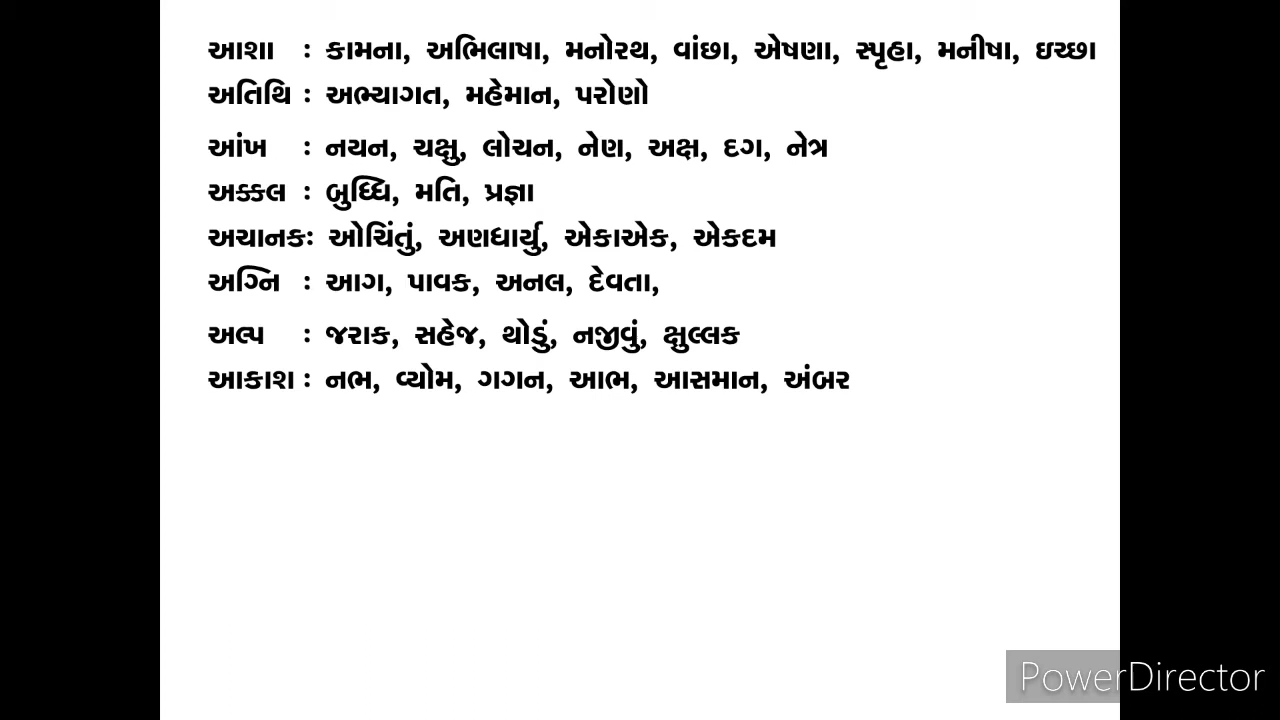 આશા : કામના, અભિલાષા, મનોરથ, વાંછા, એષણા, સ્પૃહા, મનીષા, ઇચ્છા
અતિથિ : અભ્યાગત, મહેમાન, પરોણો
આંખ : નયન, ચક્ષુ, લોચન, નેણ, અક્ષ, દગ, નેત્ર
અક્કલ : બુધ્ધિ, મતિ, પ્રજ્ઞા
અચાનકઃ ઓચિંતું, અણધાર્યુ, એકાએક, એકદમ
અગ્નિ : આગ, પાવક, અનલ, દેવતા,
અલ્પ : જરાક, સહેજ, થોડું, નજીવું, ક્ષુલ્લક
આકાશ : નભ, વ્યોમ, ગગન, આભ, આસમાન, અંબર
PowerDirector